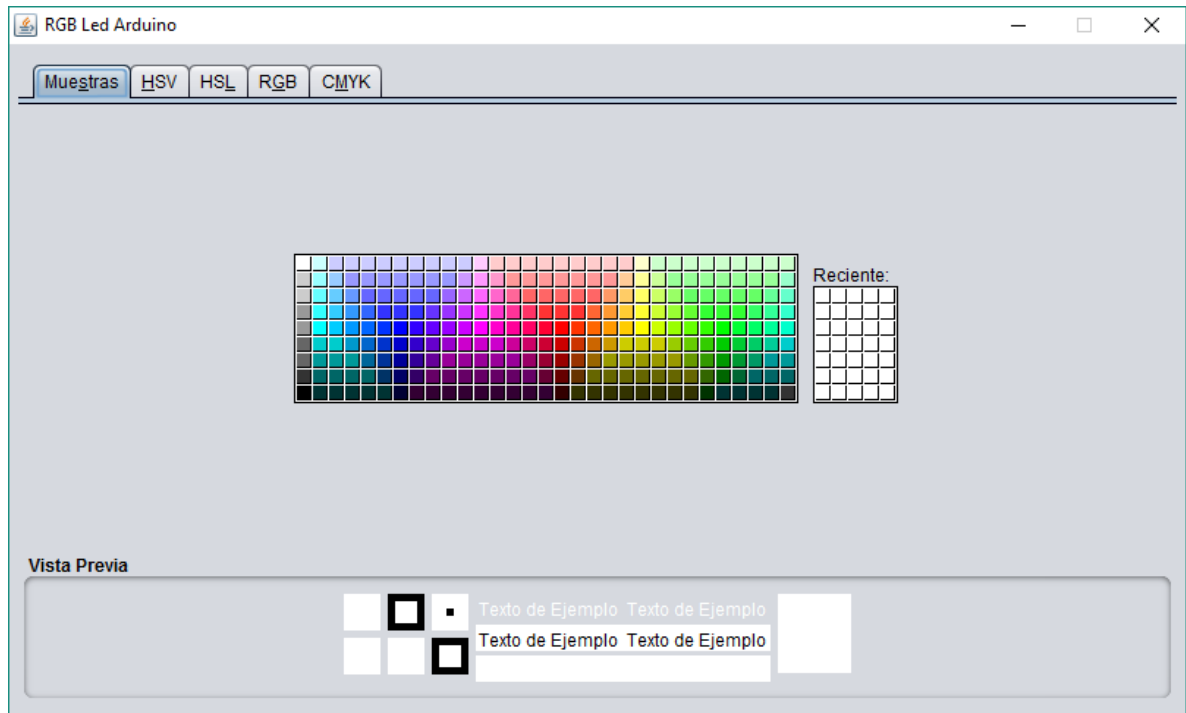 RGB Led Arduino
Muestras HSV HSL RGB CMYK
Reciente:
Vista Previa
Texto de Ejemplo Texto de Ejemplo
Texto de Ejemplo Texto de Ejemplo